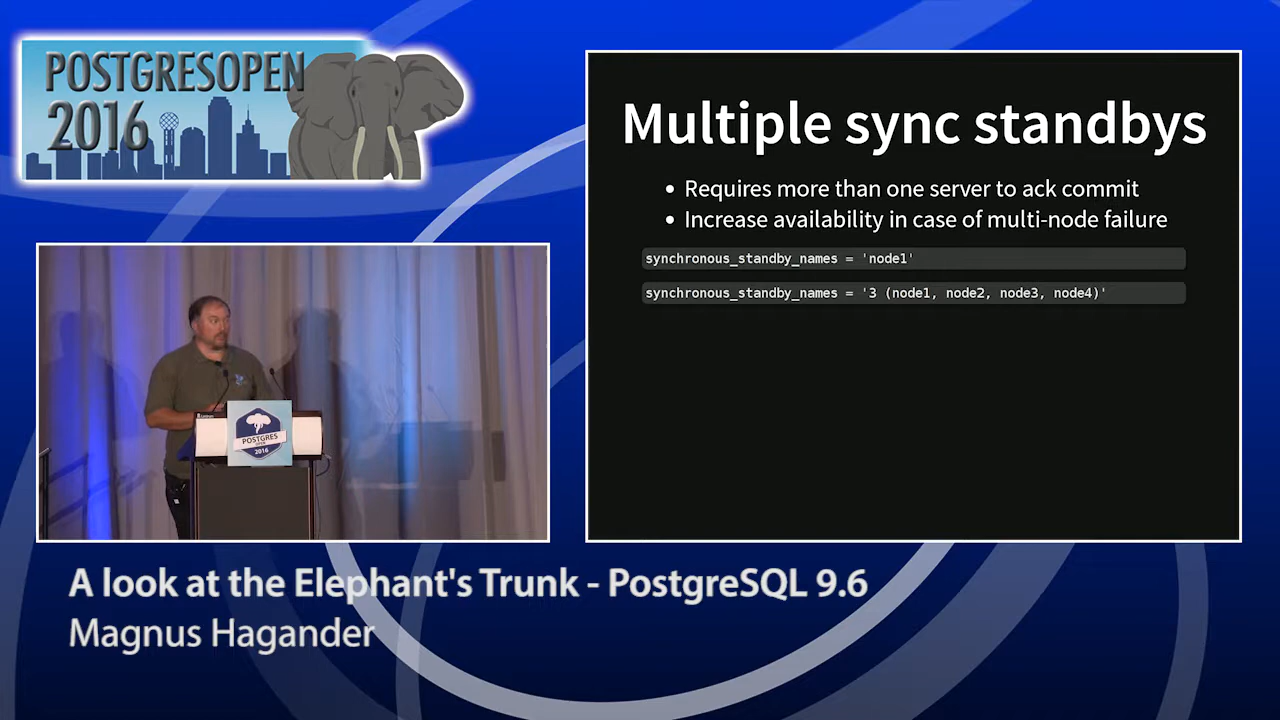 POSTGRESOPEN
2016
Multiple sync standbys
• Requires more than one server to ack commit
• Increase availability in case of multi-node failure
synchronous_standby_names = 'node1'
synchronous_standby_names = '3 (node1, node2, node3, node4)'
POSTGRES
OPEN
2016
A look at the Elephant's Trunk - PostgreSQL 9.6
Magnus Hagander